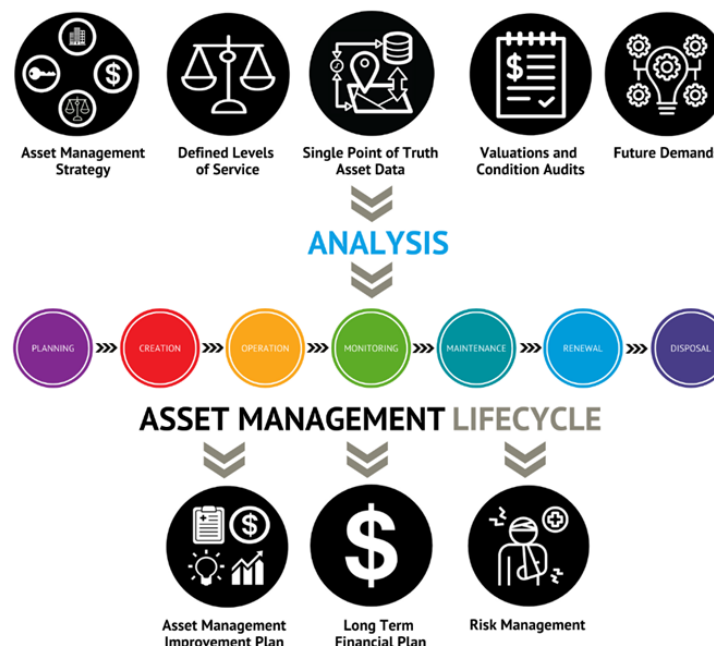 Asset Management
Strategy
Defined Levels
of Service
Single Point of Truth
Asset Data
Valuations and
Condition Audits
Future Demand
ANALYSIS
PLANNING
CREATION
OPERATION
MONITORING
MAINTENANCE
RENEWAL
DISPOSAL
ASSET MANAGEMENT LIFECYCLE
Asset Management
Improvement Plan
Long Term
Financial Plan
Risk Management